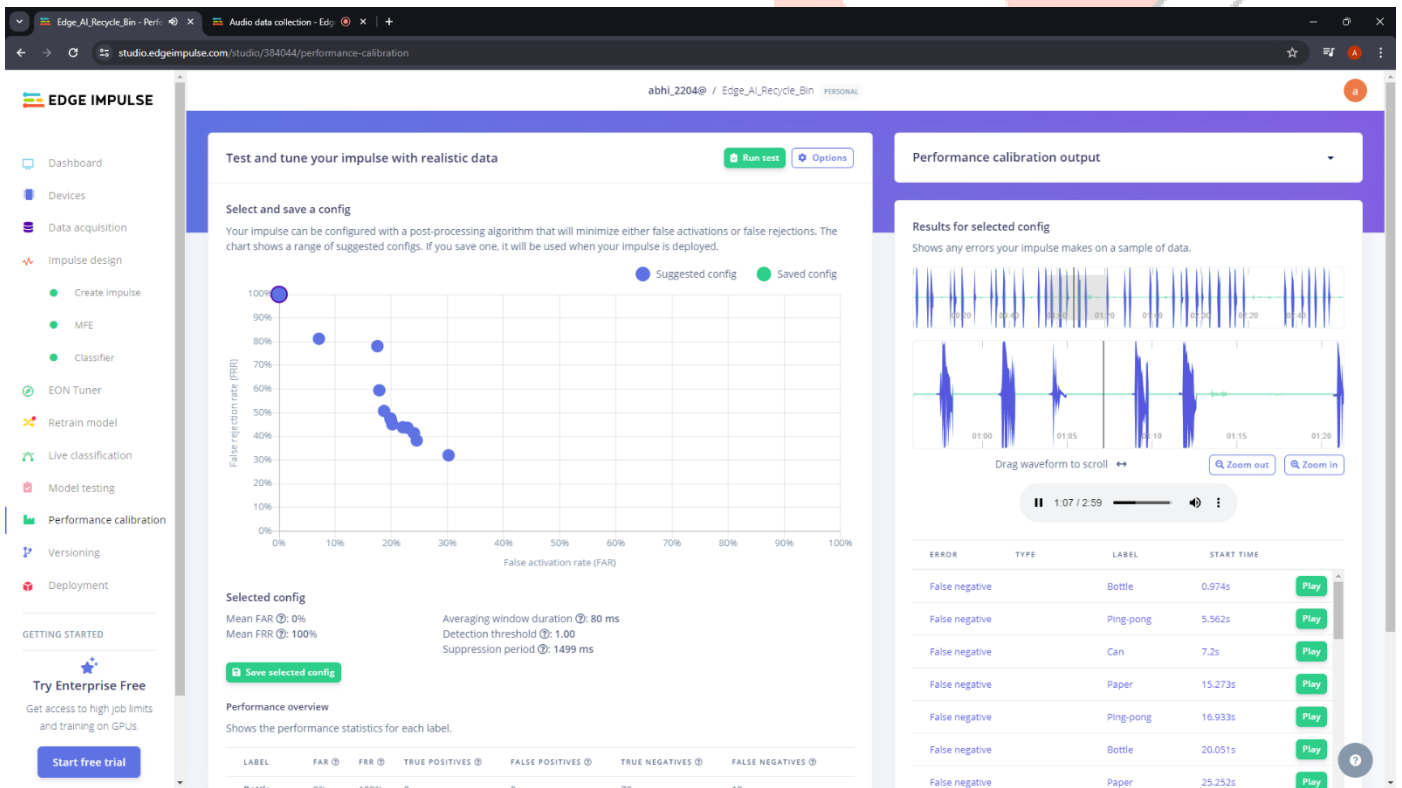 Edge_AI_Recycle_Bin - Perfo
Audio data collection - Edg
studio.edgeimpulse.com/studio/384044/performance-calibration
A
EDGE IMPULSE
abhi_2204@ / Edge_AI_Recycle_Bin PERSONAL
a
Dashboard
Devices
Data acquisition
Impulse design
Create impulse
MFE
Classifier
EON Tuner
Retrain model
Live classification
Model testing
Performance calibration
Versioning
Deployment
GETTING STARTED
Try Enterprise Free
Get access to high job limits
and training on GPUs.
Start free trial
Test and tune your impulse with realistic data
Run test
Options
Select and save a config
Your impulse can be configured with a post-processing algorithm that will minimize either false activations or false rejections. The
chart shows a range of suggested configs. If you save one, it will be used when your impulse is deployed.
Suggested config
Saved config
False rejection rate (FRR)
100%
90%
80%
70%
60%
50%
40%
30%
20%
10%
0%
0% 10% 20% 30% 40% 50% 60% 70% 80% 90% 100%
False activation rate (FAR)
Selected config
Mean FAR ?: 0%
Mean FRR ?: 100%
Averaging window duration ?: 80 ms
Detection threshold ?: 1.00
Suppression period ?: 1499 ms
Save selected config
Performance overview
Shows the performance statistics for each label.
LABEL FAR ? FRR ? TRUE POSITIVES ? FALSE POSITIVES ? TRUE NEGATIVES ? FALSE NEGATIVES ?
Performance calibration output
Results for selected config
Shows any errors your impulse makes on a sample of data.
01:20
01:00 01:05 01:15 01:20
Drag waveform to scroll
Zoom out
Zoom in
1:07 / 2:59
ERROR TYPE LABEL START TIME
False negative Bottle 0.974s Play
False negative Ping-pong 5.562s Play
False negative Can 7.2s Play
False negative Paper 15.273s Play
False negative Ping-pong 16.933s Play
False negative Bottle 20.051s Play
False negative Paper 25.252s Play
?